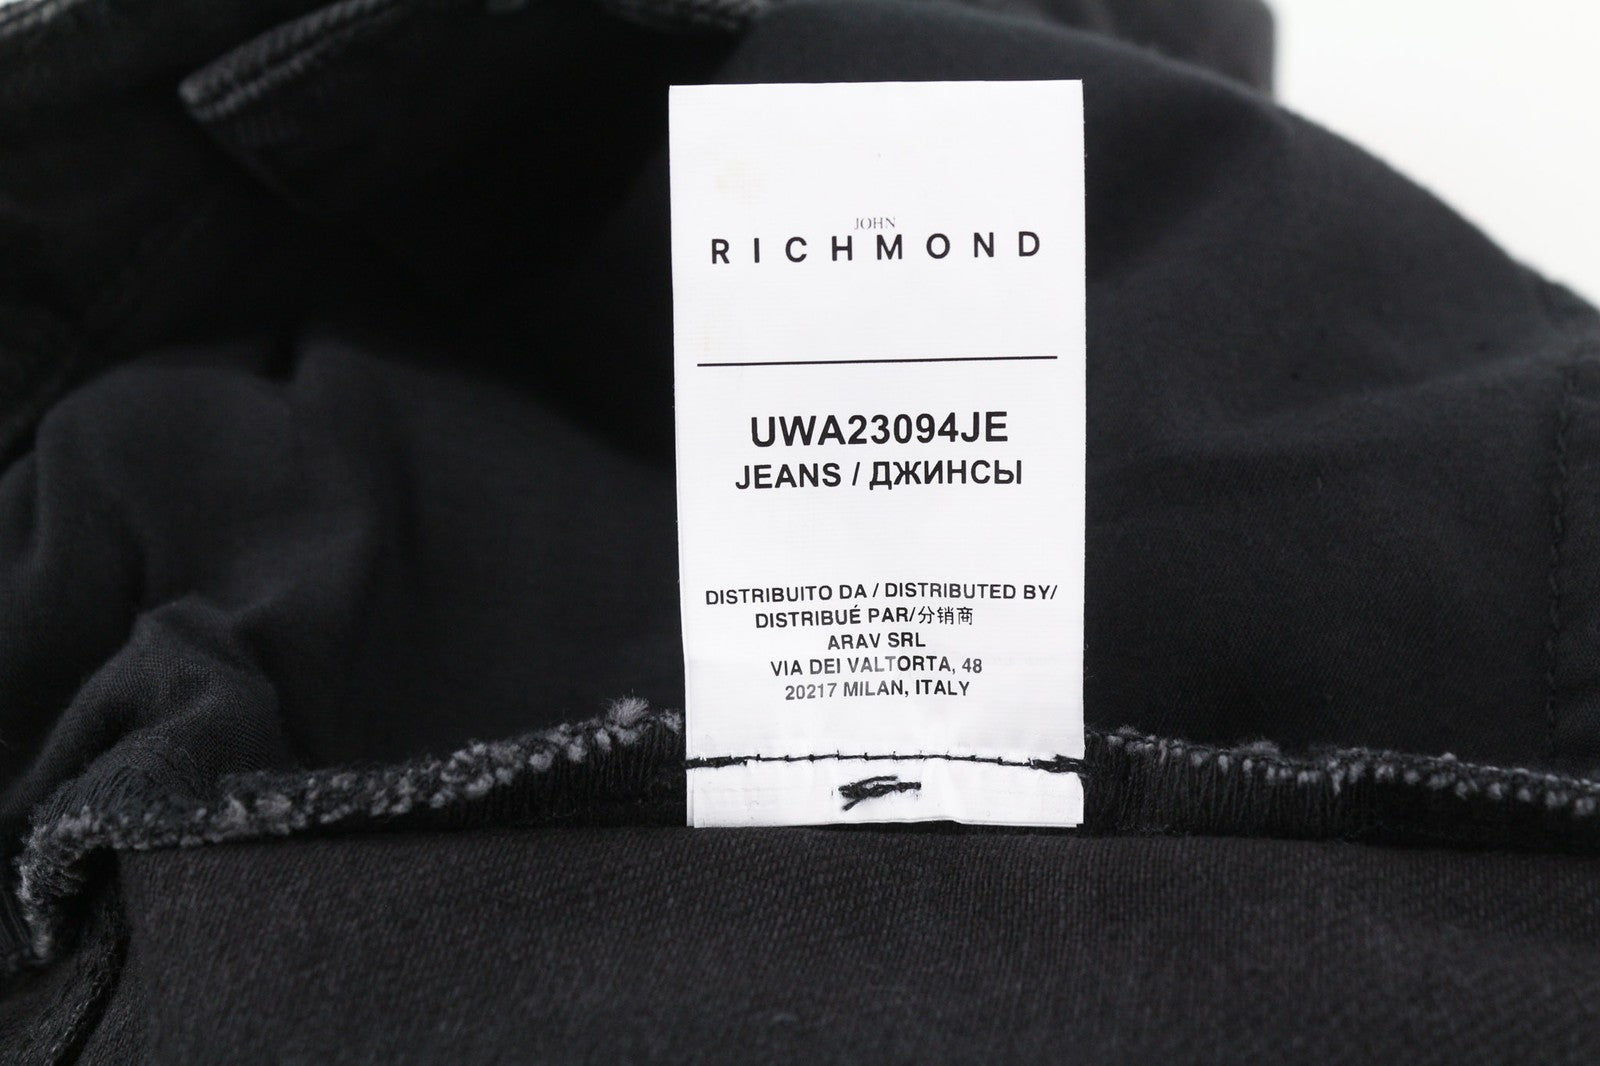 JOHN
RICHMOND
UWA23094JE
JEANS / ДЖИНСЫ
DISTRIBUITO DA / DISTRIBUTED BY/
DISTRIBUÉ PAR/分销商
ARAV SRL
VIA DEI VALTORTA, 48
20217 MILAN, ITALY